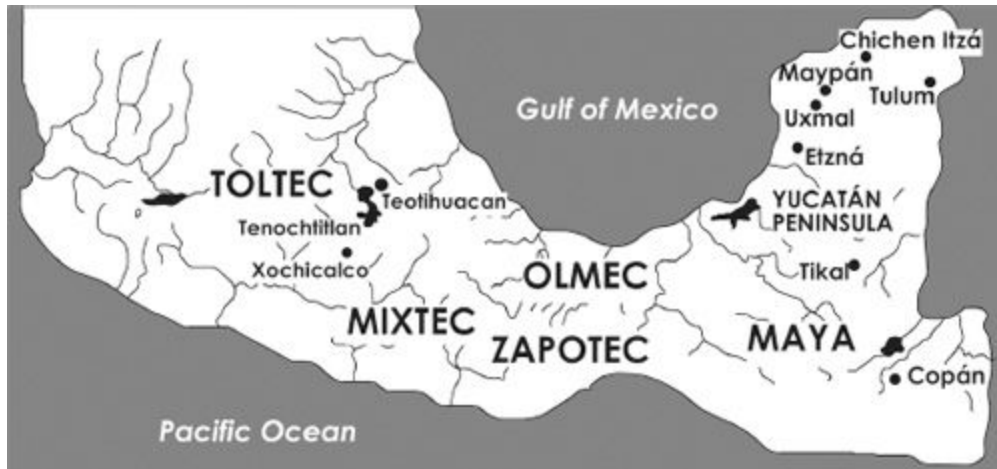 Chichen Itzá
Maypán
Tulum
Gulf of Mexico
Uxmal
Etzná
TOLTEC
Teotihuacan
YUCATÁN
PENINSULA
Tenochtitlan
Xochicalco
OLMEC
Tikal
MIXTEC
ZAPOTEC
MAYA
Copán
Pacific Ocean